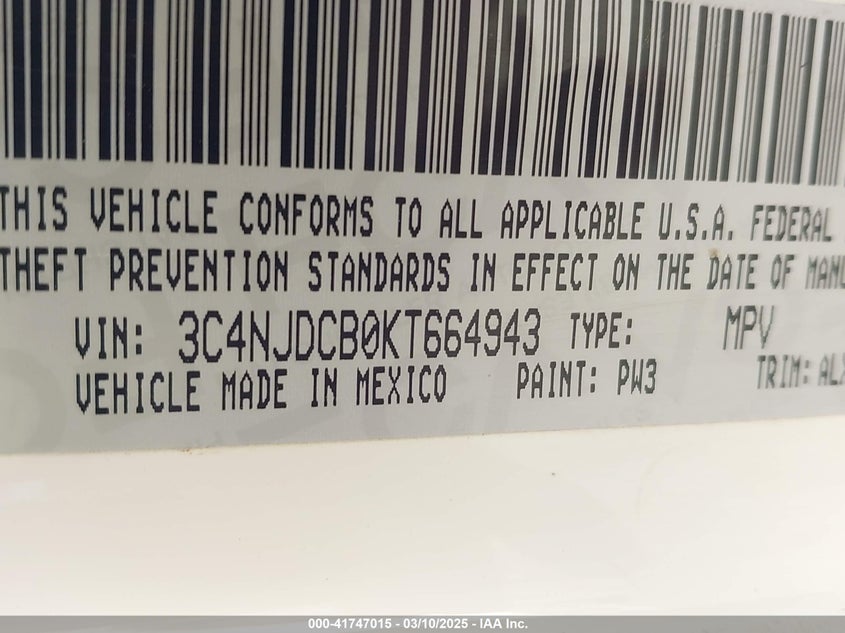 THIS VEHICLE CONFORMS TO ALL APPLICABLE U.S.A. FEDERAL
THEFT PREVENTION STANDARDS IN EFFECT ON THE DATE OF
VIN: 3C4NJDCB0KT664943 TYPE: MPV
VEHICLE MADE IN MEXICO PAINT: PW3 TRIM:
000-41747015 — 03/10/2025 — IAA Inc.